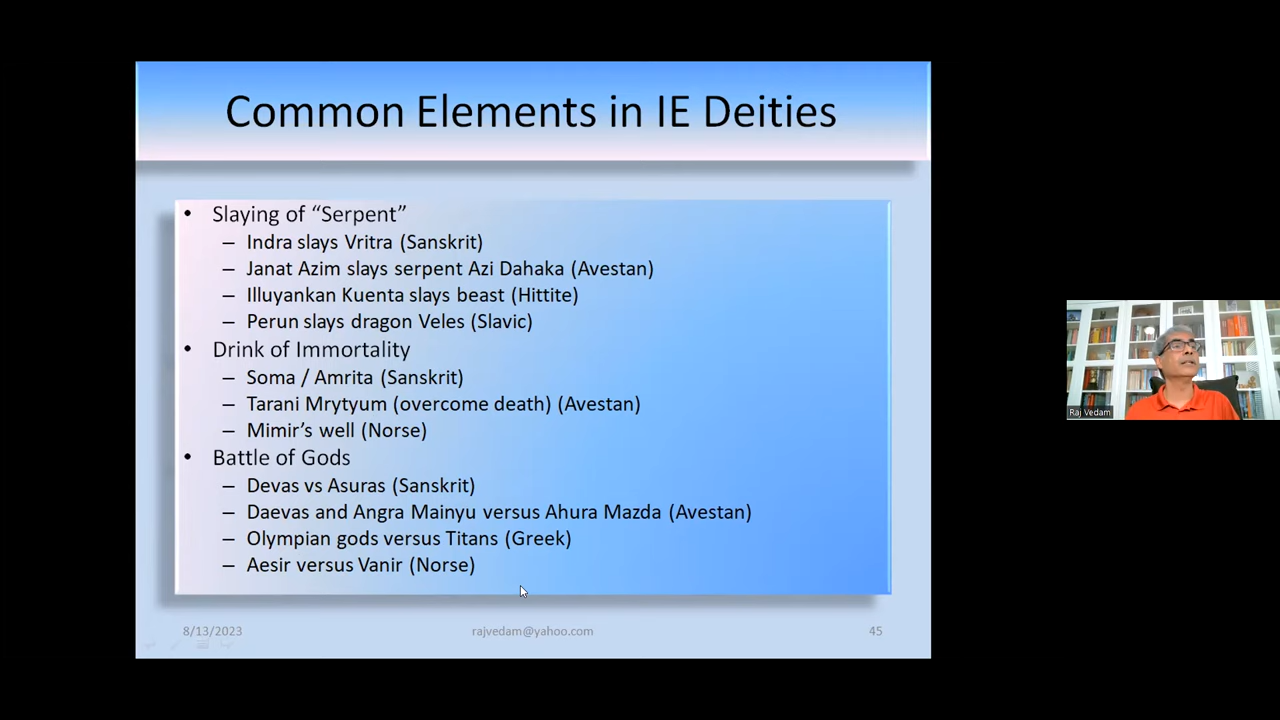 Common Elements in IE Deities
• Slaying of “Serpent”
– Indra slays Vritra (Sanskrit)
– Janat Azim slays serpent Azi Dahaka (Avestan)
– Illuyankan Kuenta slays beast (Hittite)
– Perun slays dragon Veles (Slavic)
• Drink of Immortality
– Soma / Amrita (Sanskrit)
– Tarani Mrytyum (overcome death) (Avestan)
– Mimir’s well (Norse)
• Battle of Gods
– Devas vs Asuras (Sanskrit)
– Daevas and Angra Mainyu versus Ahura Mazda (Avestan)
– Olympian gods versus Titans (Greek)
– Aesir versus Vanir (Norse)
8/13/2023 rajvedam@yahoo.com 45
Raj Vedam